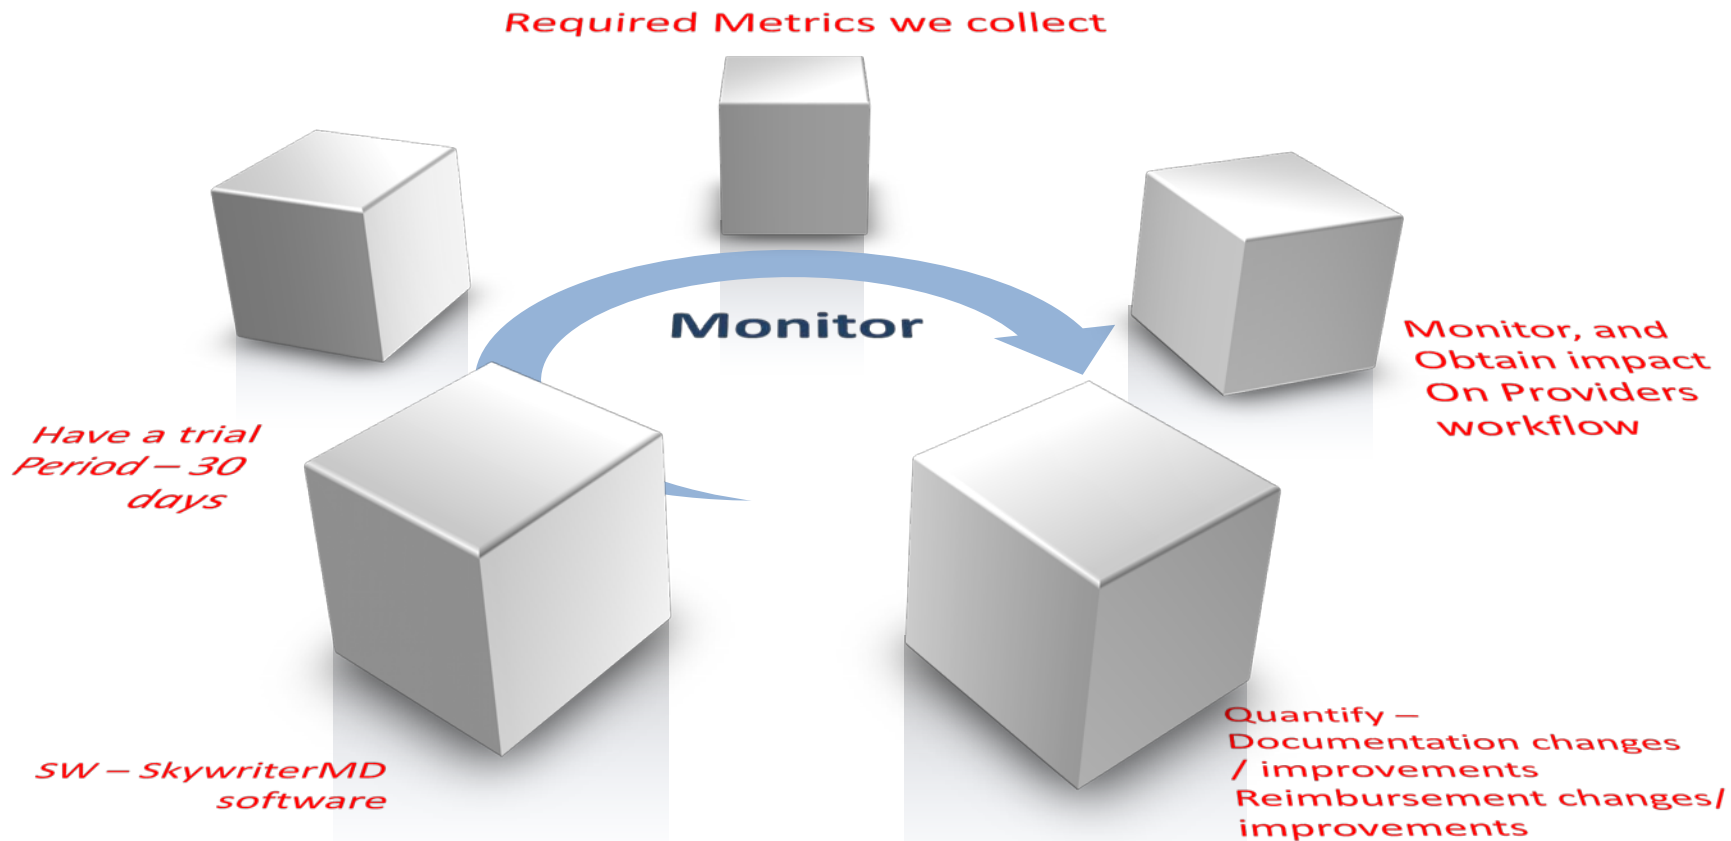 Required Metrics we collect
Monitor
Monitor, and
Obtain impact
On Providers
workflow
Have a trial
Period – 30
days
SW – SkywriterMD
software
Quantify –
Documentation changes
/ improvements
Reimbursement changes/
improvements